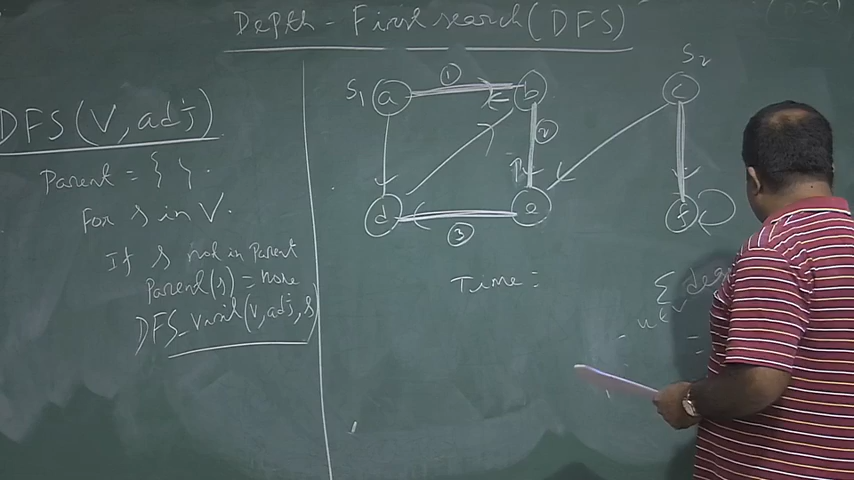 Depth - First search (DFS)
DFS(V, adj)
Parent = { }.
For s in V.
If s not in Parent
Parent(s) = none
DFS_Visit(V, adj, s)
S1
a
1
b
2
e
3
d
S2
c
f
Time:
Σ deg
u ∈ V